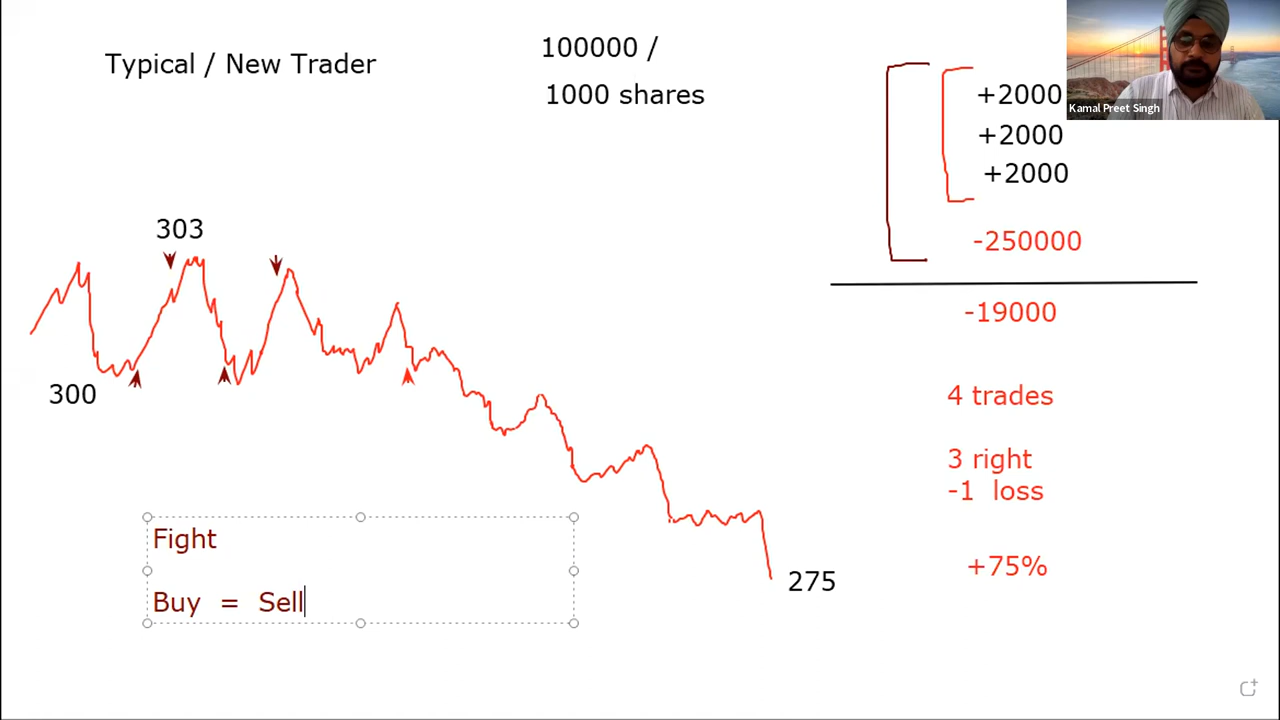 Typical / New Trader
100000 /
1000 shares
+2000
+2000
+2000
-250000
-19000
Kamal Preet Singh
303
300
275
4 trades
3 right
-1 loss
+75%
Fight
Buy = Sell